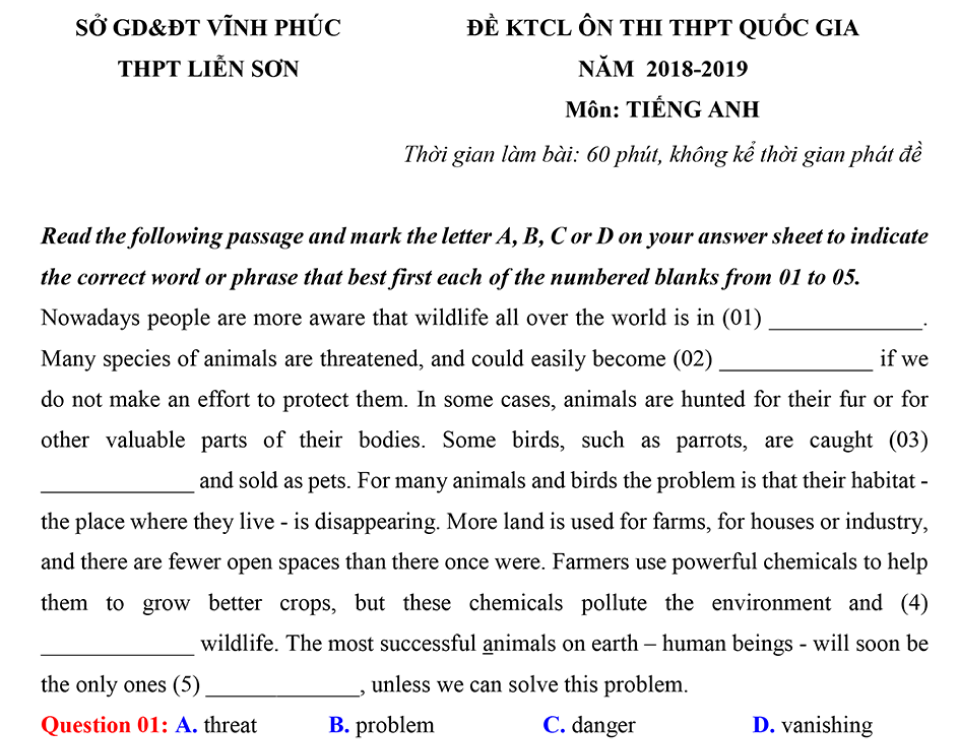 SỞ GD&ĐT VĨNH PHÚC
ĐỀ KTCL ÔN THI THPT QUỐC GIA
THPT LIỄN SƠN
NĂM 2018-2019
Môn: TIẾNG ANH
Thời gian làm bài: 60 phút, không kể thời gian phát đề
Read the following passage and mark the letter A, B, C or D on your answer sheet to indicate
the correct word or phrase that best first each of the numbered blanks from 01 to 05.
Nowadays people are more aware that wildlife all over the world is in (01) ______________.
Many species of animals are threatened, and could easily become (02) ______________ if we
do not make an effort to protect them. In some cases, animals are hunted for their fur or for
other valuable parts of their bodies. Some birds, such as parrots, are caught (03)
______________ and sold as pets. For many animals and birds the problem is that their habitat -
the place where they live - is disappearing. More land is used for farms, for houses or industry,
and there are fewer open spaces than there once were. Farmers use powerful chemicals to help
them to grow better crops, but these chemicals pollute the environment and (4)
______________ wildlife. The most successful animals on earth – human beings - will soon be
the only ones (5) ______________, unless we can solve this problem.
Question 01: A. threat B. problem C. danger D. vanishing